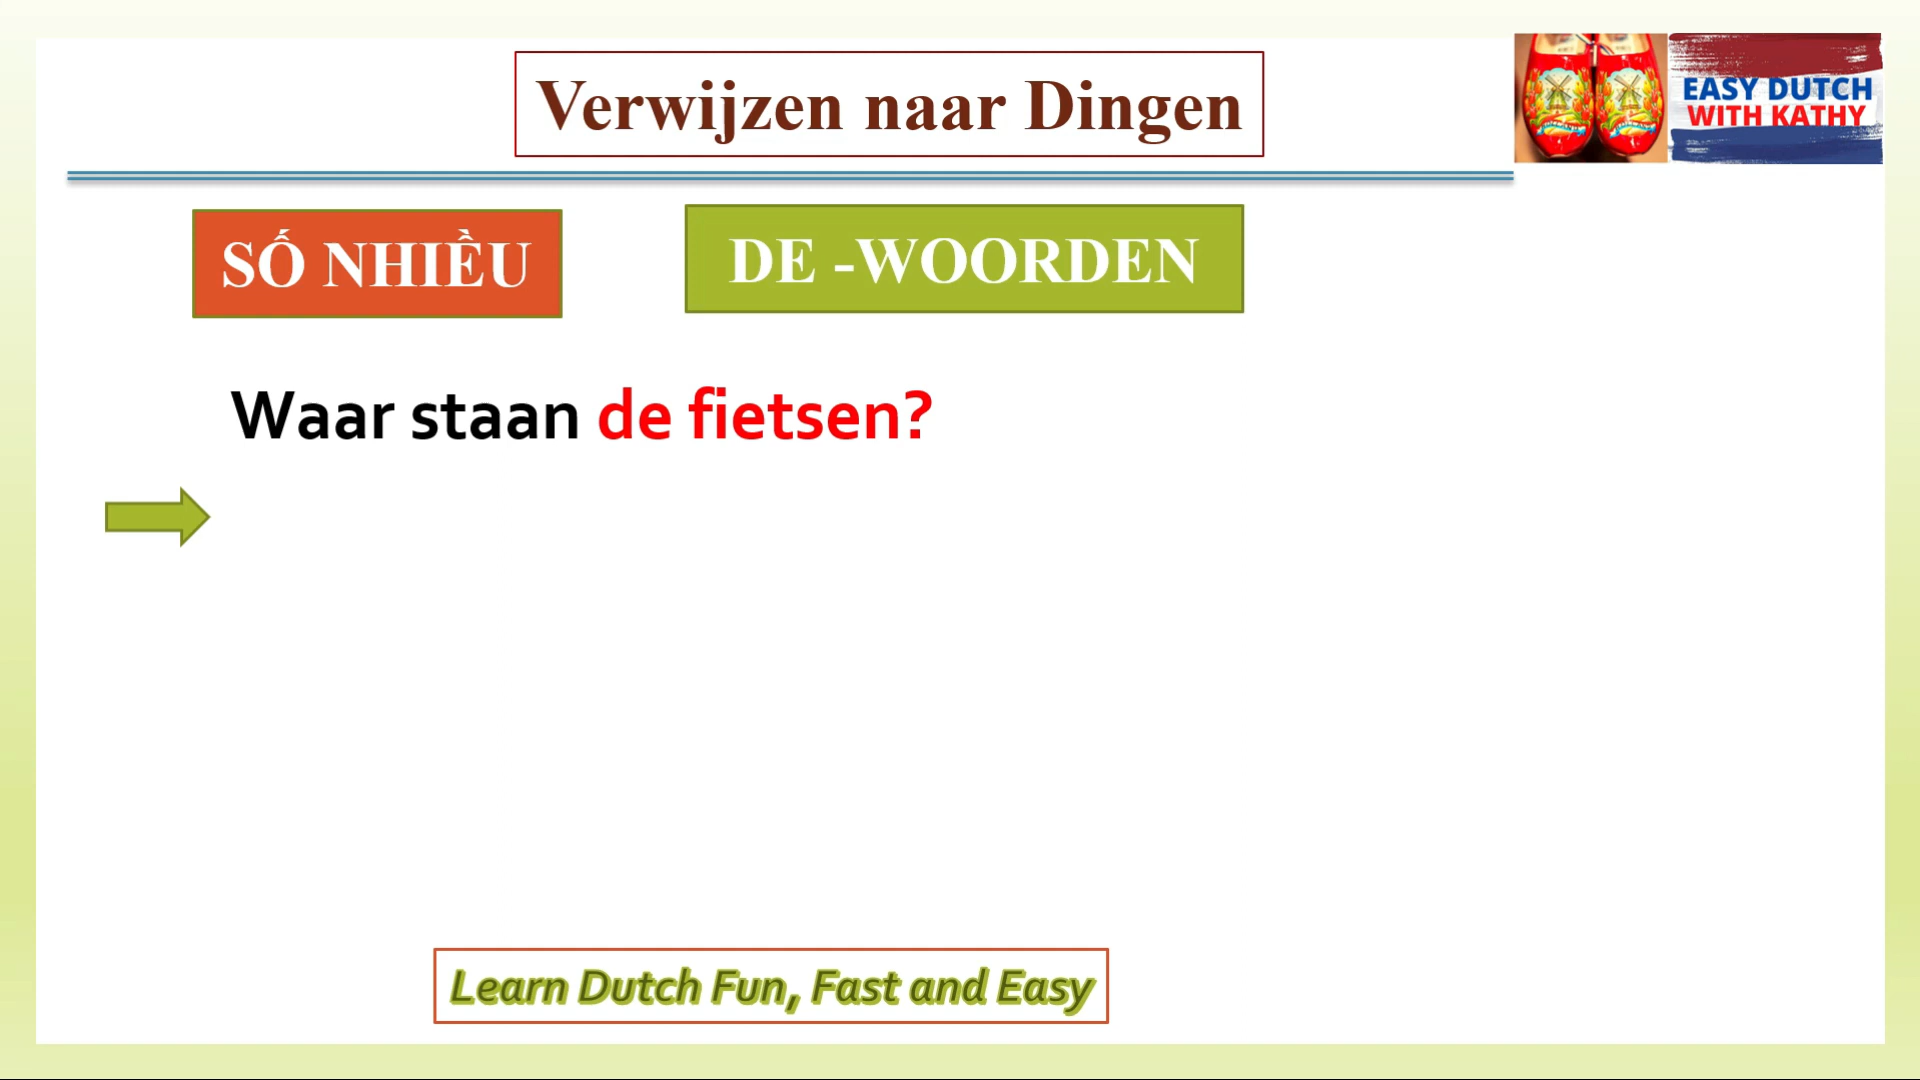 Verwijzen naar Dingen
EASY DUTCH
WITH KATHY
SỐ NHIỀU
DE -WOORDEN
Waar staan de fietsen?
Learn Dutch Fun, Fast and Easy